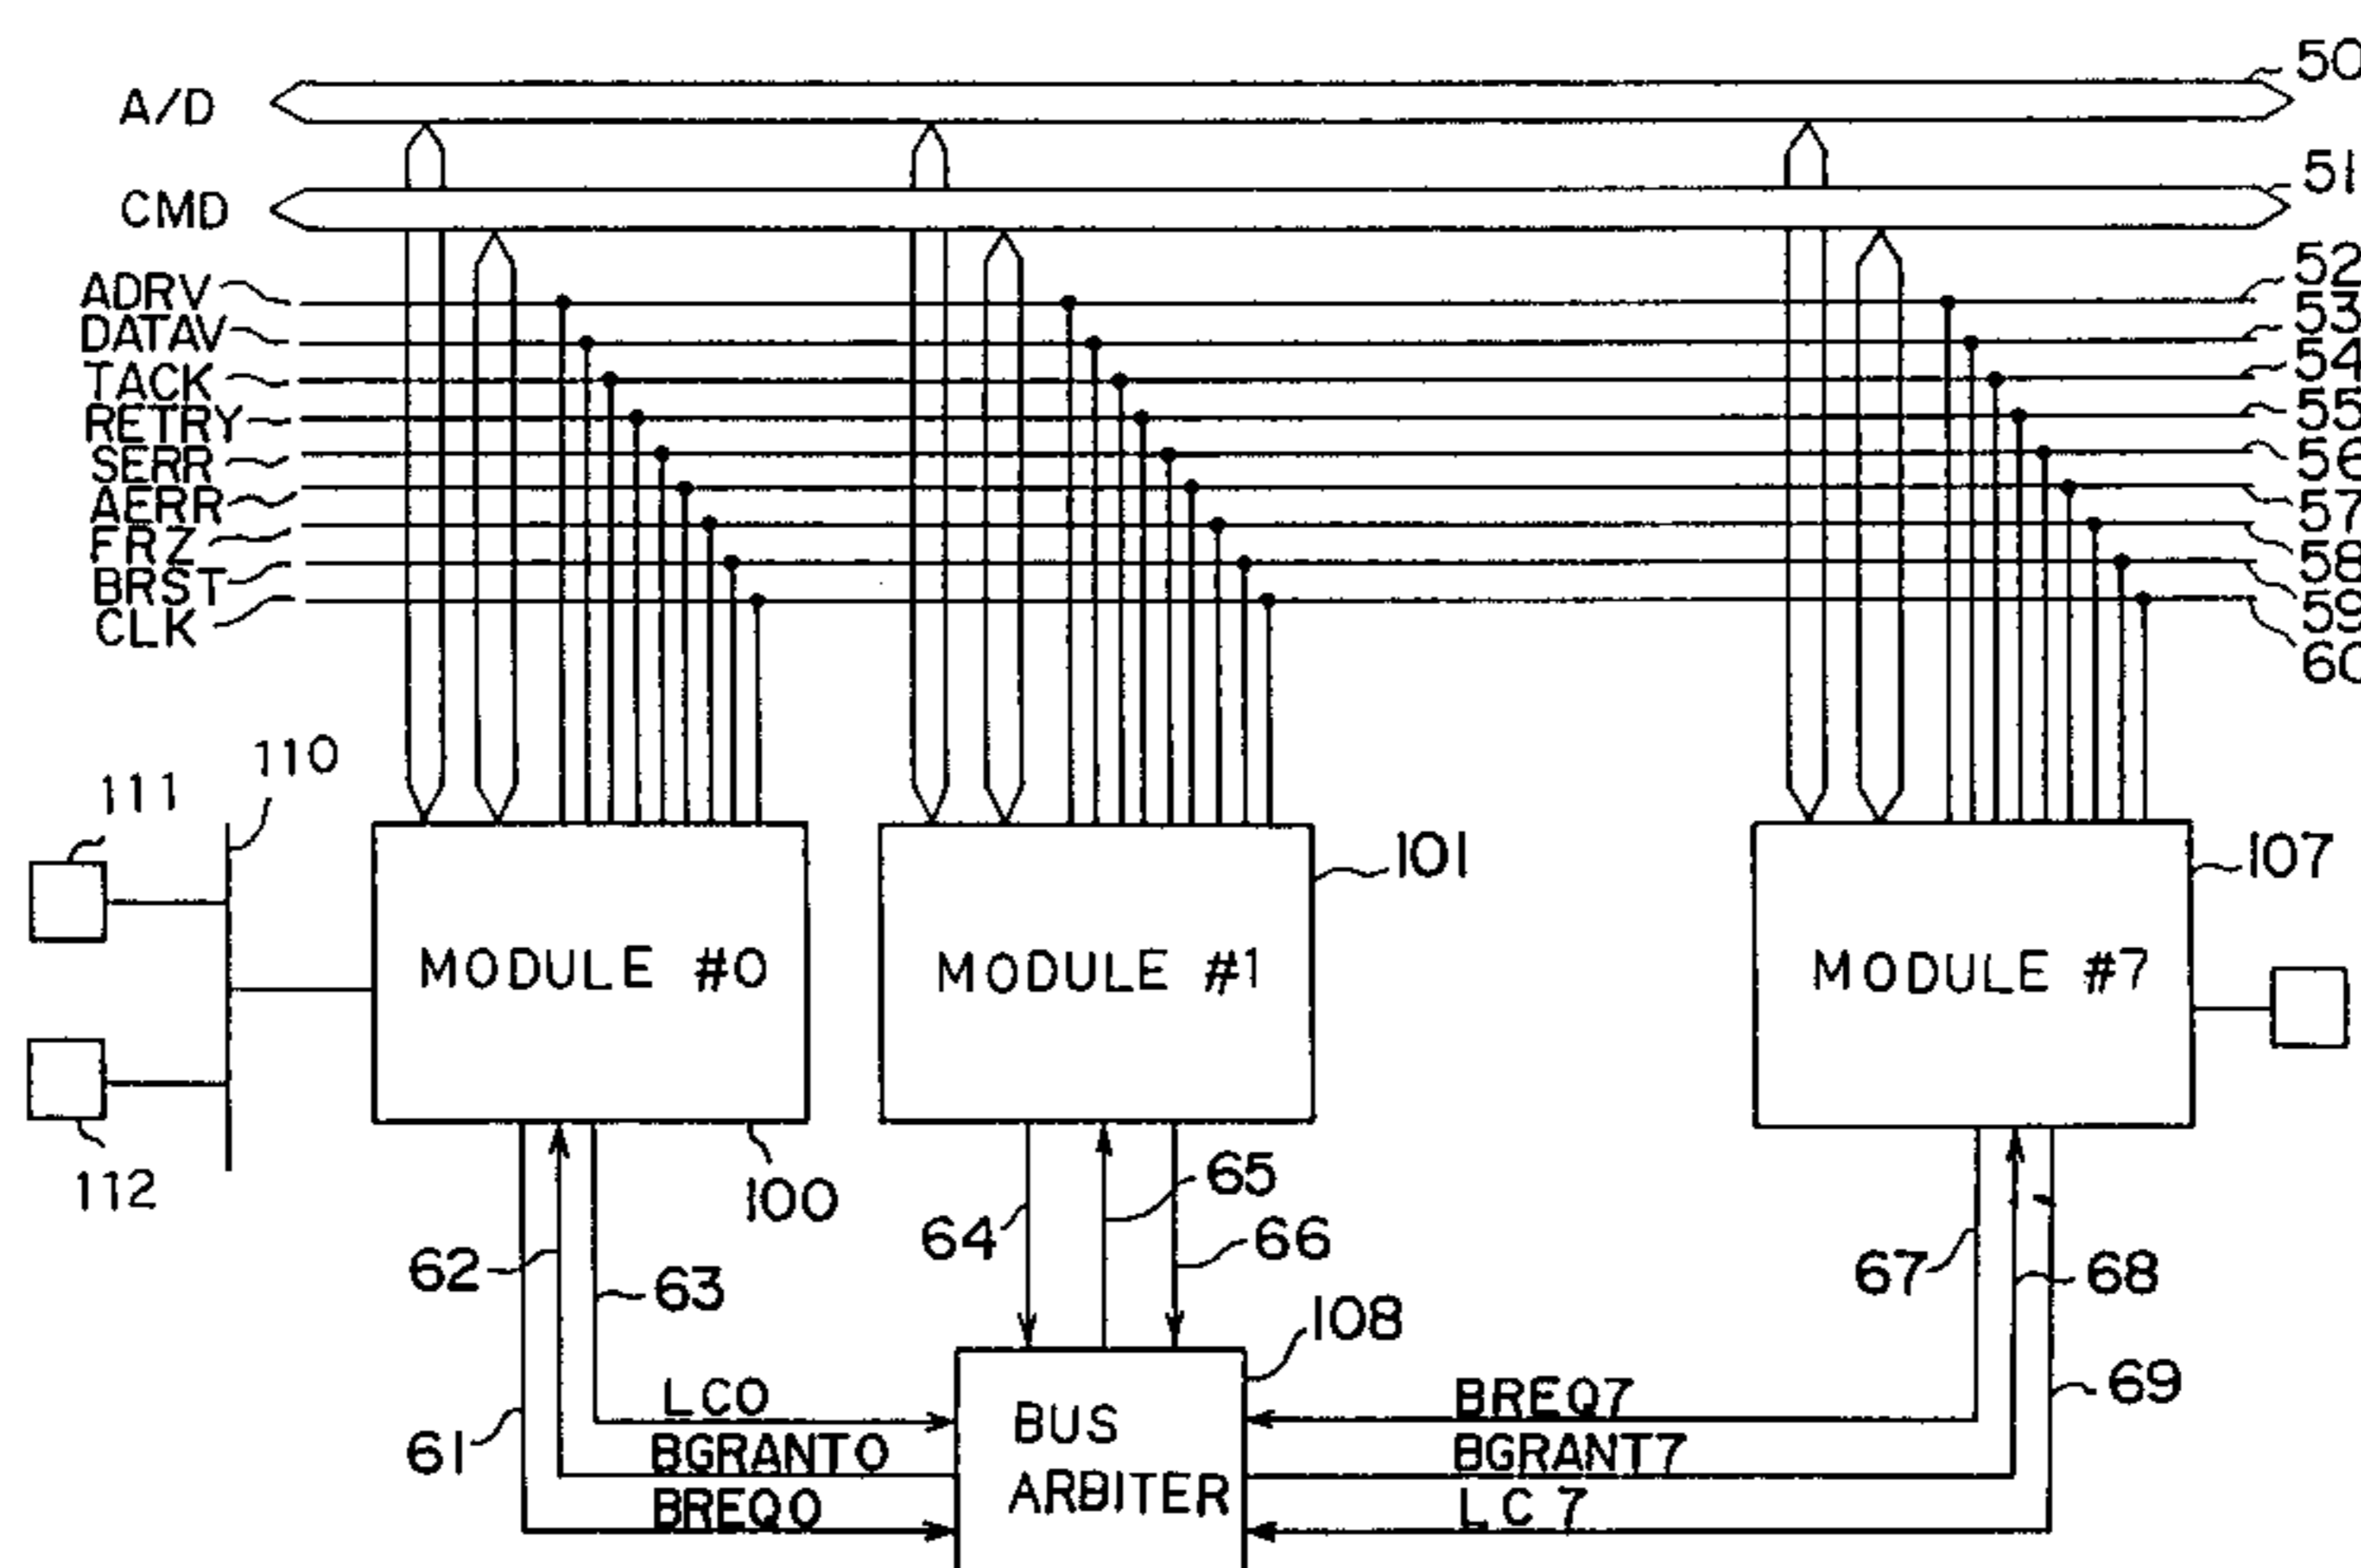 A/D 50
CMD 51
ADRV 52
DATAV 53
TACK 54
RETRY 55
SERR 56
AERR 57
FRZ 58
BRST 59
CLK 60
111 110
101 107
MODULE #0 MODULE #1 MODULE #7
112 100
64 65 66
62 63 67 68
108
61 69
LC0 BREQ7
BGRANT0 BGRANT7
BREQ0 LC 7
BUS
ARBITER